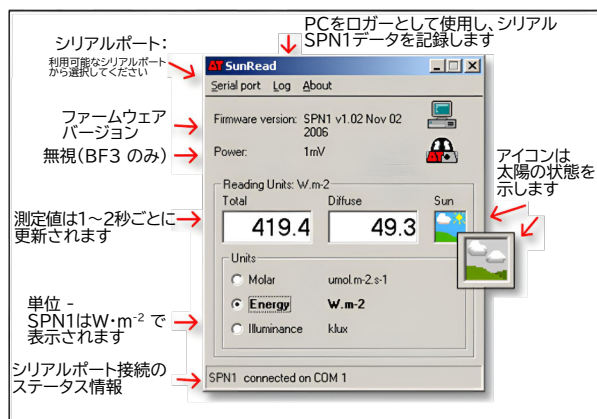 PCをロガーとして使用し、シリアル
SPN1データを記録します
シリアルポート：
利用可能なシリアルポート
から選択してください
SunRead
Serial port Log About
ファームウェア
バージョン
Firmware version: SPN1 v1.02 Nov 02
2006
無視（BF3 のみ）
Power: 1mV
アイコンは
太陽の状態を
示します
Reading Units: W.m-2
Total Diffuse Sun
測定値は1～2秒ごとに
更新されます
419.4 49.3
Units
Molar umol.m-2.s-1
Energy W.m-2
Illuminance klux
単位 -
SPN1はW・m⁻² で
表示されます
シリアルポート接続の
ステータス情報
SPN1 connected on COM 1